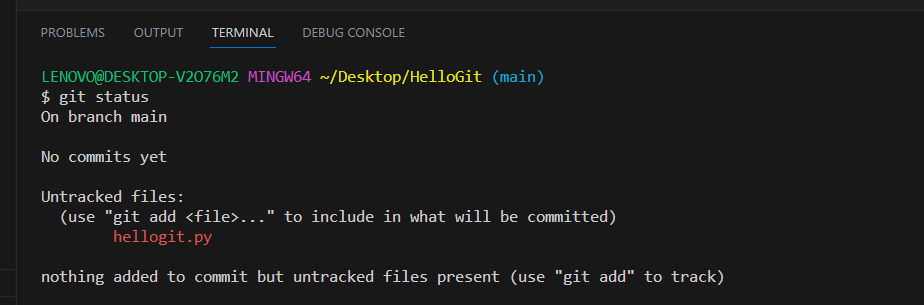 PROBLEMS OUTPUT TERMINAL DEBUG CONSOLE
LENOVO@DESKTOP-V2O76M2 MINGW64 ~/Desktop/HelloGit (main)
$ git status
On branch main
No commits yet
Untracked files:
(use "git add <file>..." to include in what will be committed)
hellogit.py
nothing added to commit but untracked files present (use "git add" to track)